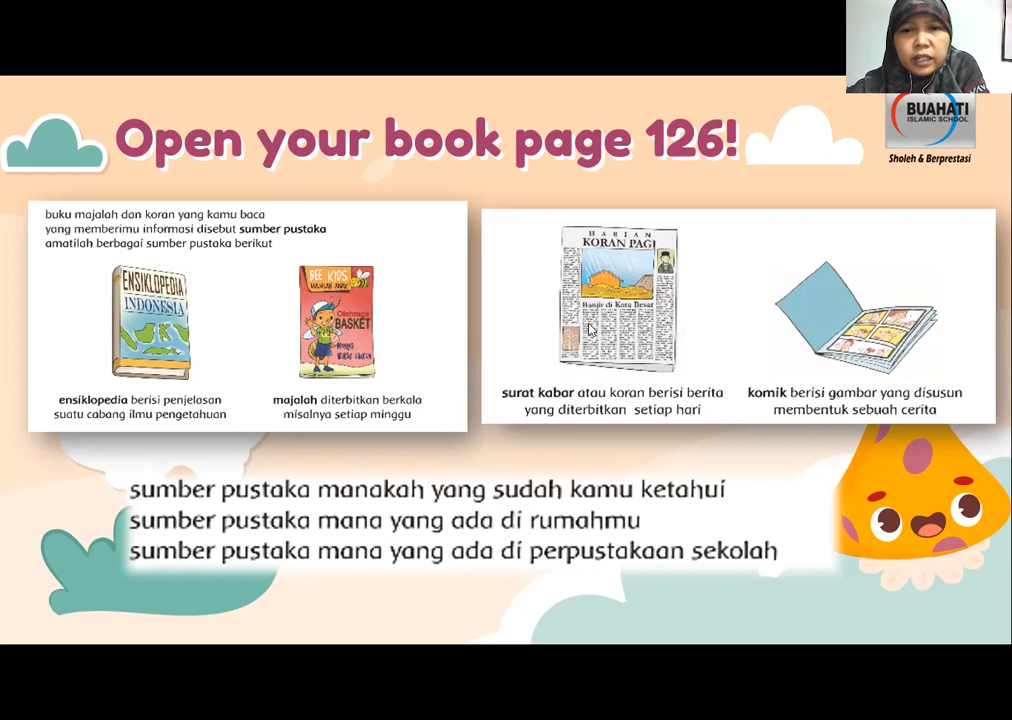 Open your book page 126!
BUAHATI
ISLAMIC SCHOOL
Sholeh & Berprestasi
buku majalah dan koran yang kamu baca
yang memberimu informasi disebut sumber pustaka
amatilah berbagai sumber pustaka berikut
ENSIKLOPEDIA
INDONESIA
BEE KIDS
Olahraga
BASKET
ensiklopedia berisi penjelasan
suatu cabang ilmu pengetahuan
majalah diterbitkan berkala
misalnya setiap minggu
HARIAN
KORAN PAGI
Banjir di Kota Besar
surat kabar atau koran berisi berita
yang diterbitkan setiap hari
komik berisi gambar yang disusun
membentuk sebuah cerita
sumber pustaka manakah yang sudah kamu ketahui
sumber pustaka mana yang ada di rumahmu
sumber pustaka mana yang ada di perpustakaan sekolah